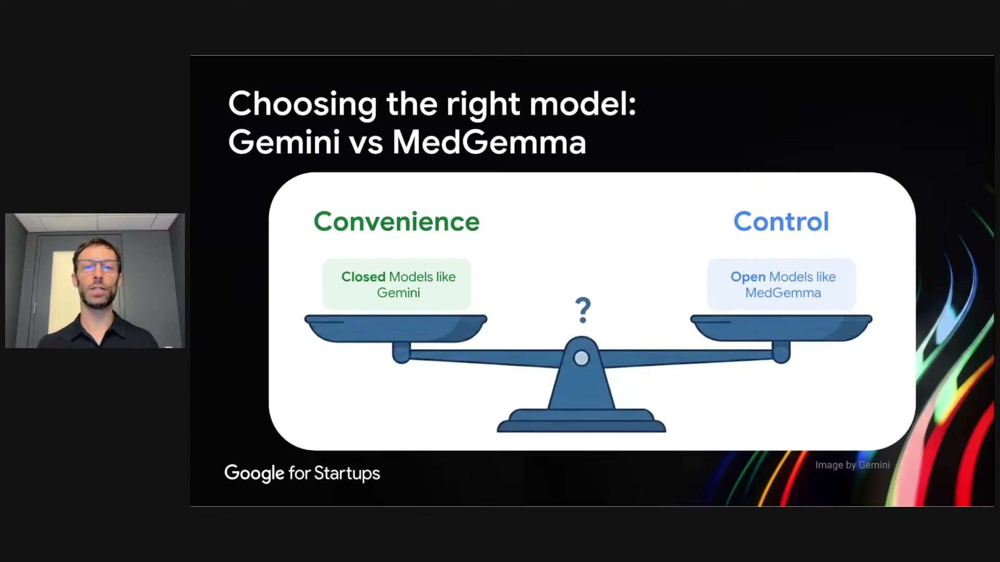 Choosing the right model:
Gemini vs MedGemma
Convenience
Control
Closed Models like
Gemini
Open Models like
MedGemma
?
Google for Startups
Image by Gemini